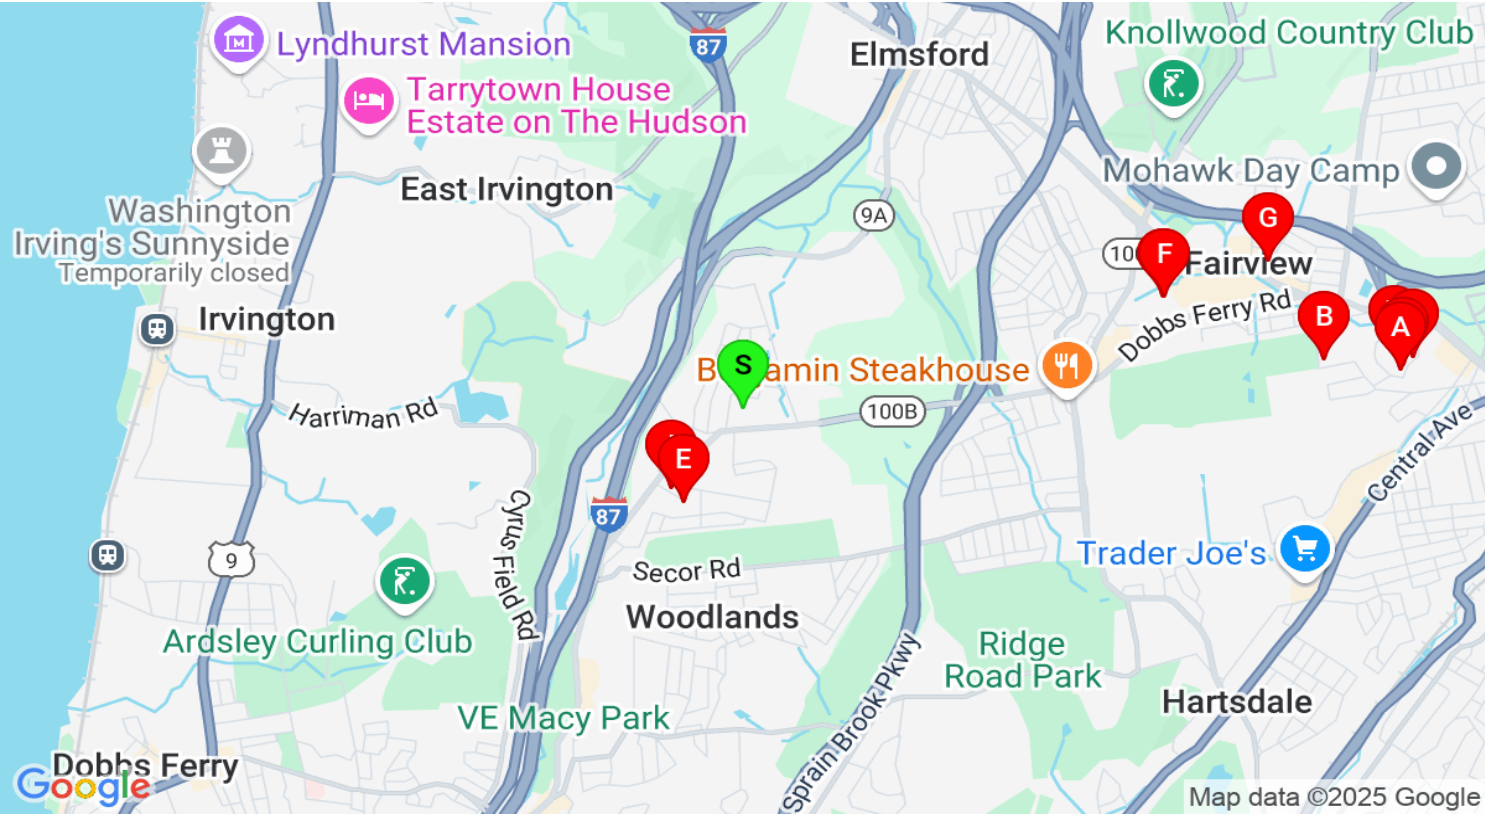 Lyndhurst Mansion
87
Elmsford
Knollwood Country Club
Tarrytown House
Estate on The Hudson
Mohawk Day Camp
East Irvington
9A
Washington
Irving's Sunnyside
Temporarily closed
G
F
Fairview
Irvington
Dobbs Ferry Rd
B
A
S
Steakhouse
100B
Harriman Rd
E
Central Ave
87
Cyrus Field Rd
9
Secor Rd
Trader Joe's
Woodlands
Ardsley Curling Club
Ridge
Road Park
Sprain Brook Pkwy
Hartsdale
VE Macy Park
Dobbs Ferry
Google
Map data ©2025 Google